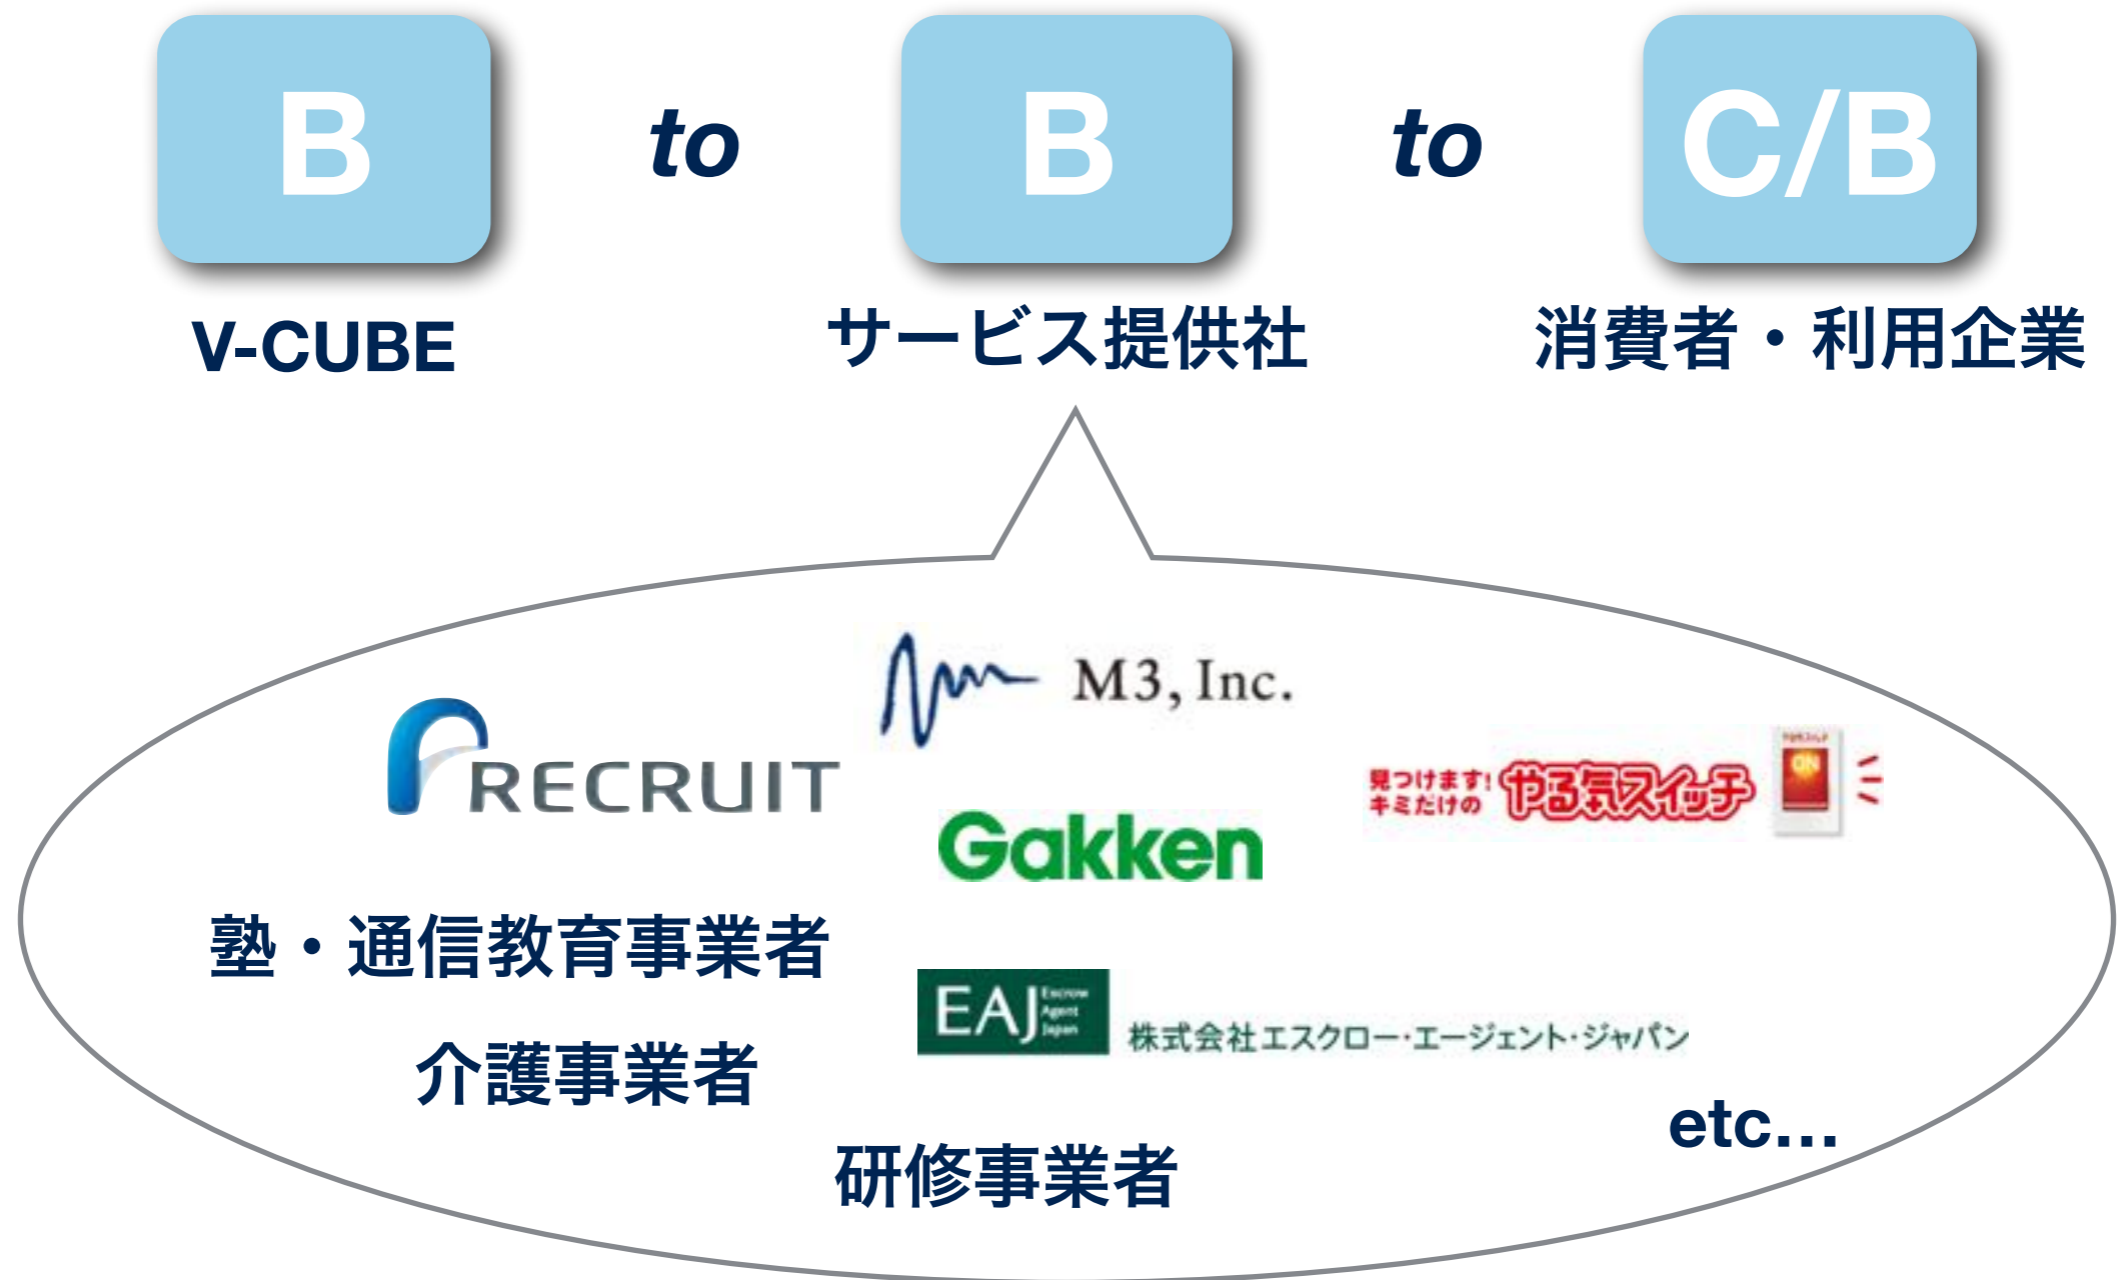 B to B to C/B
V-CUBE
サービス提供社
消費者・利用企業
M3, Inc.
RECRUIT
見つけます!
キミだけの
やる気スイッチ
ON
Gakken
塾・通信教育事業者
EAJ
Escrow
Agent
Japan
株式会社エスクロー・エージェント・ジャパン
介護事業者
etc...
研修事業者